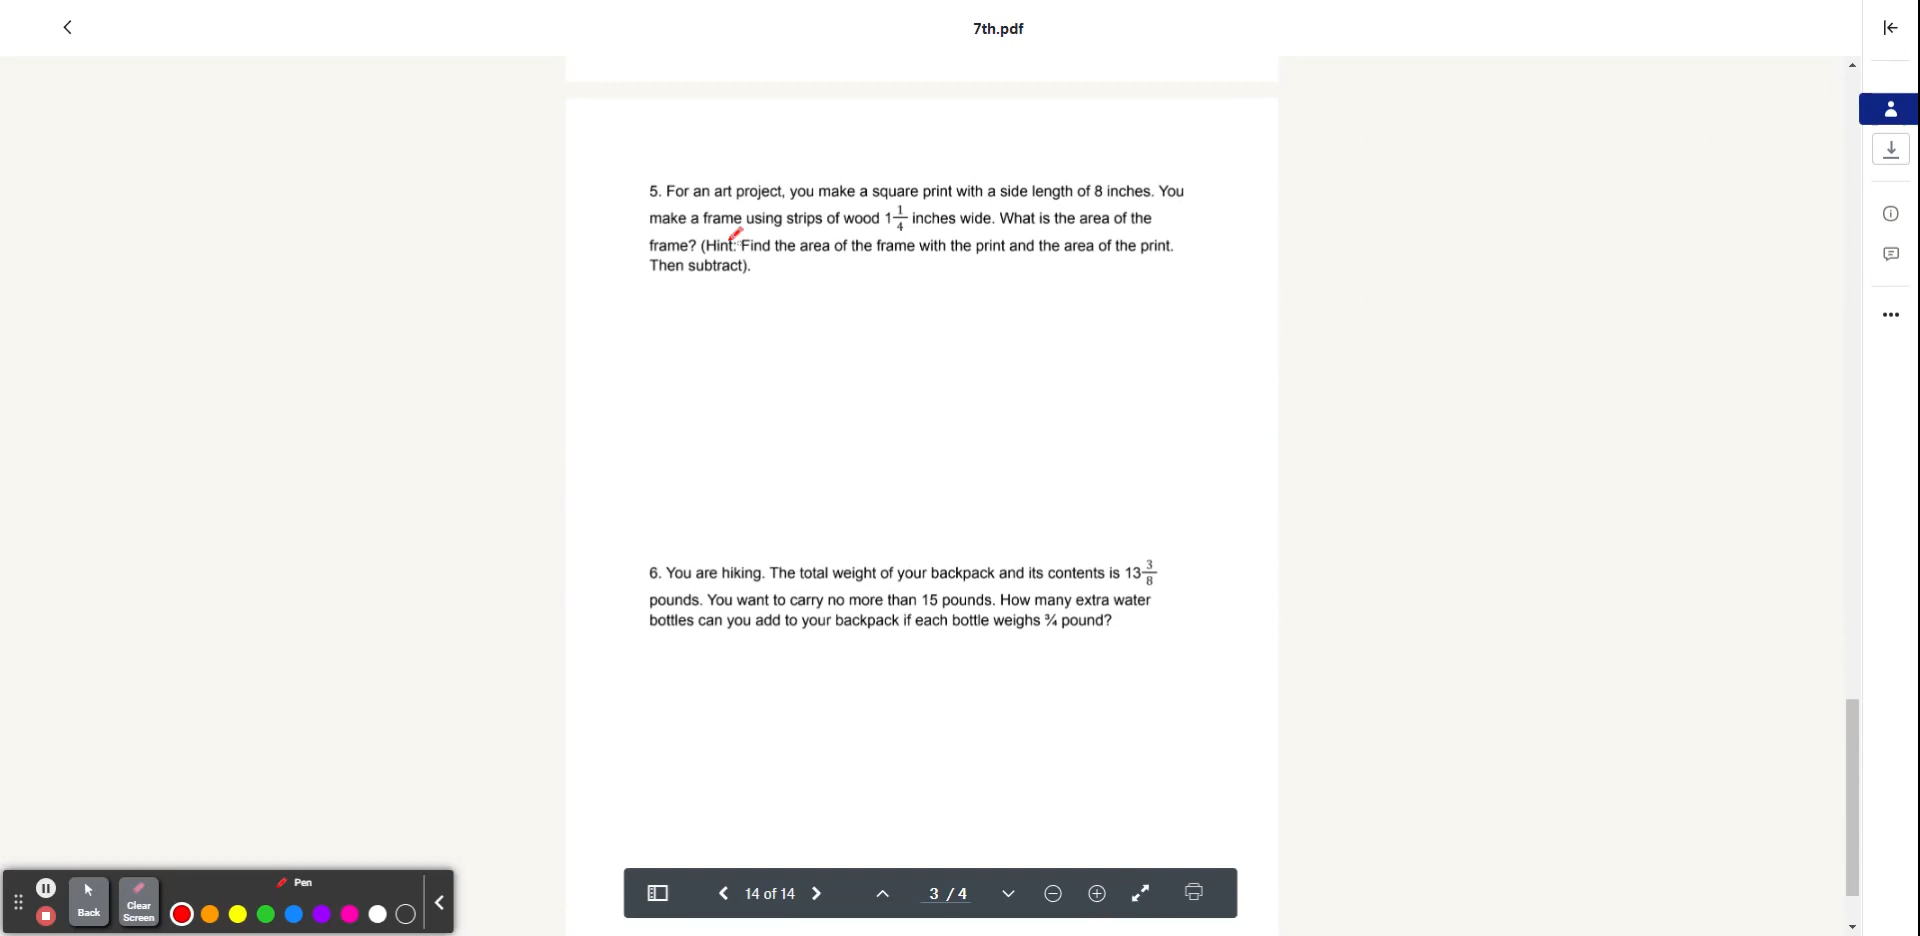 7th.pdf
5. For an art project, you make a square print with a side length of 8 inches. You
make a frame using strips of wood 1 1/4 inches wide. What is the area of the
frame? (Hint: Find the area of the frame with the print and the area of the print.
Then subtract).
6. You are hiking. The total weight of your backpack and its contents is 13 3/8
pounds. You want to carry no more than 15 pounds. How many extra water
bottles can you add to your backpack if each bottle weighs ¾ pound?
Pen
Back
Clear
Screen
14 of 14
3 / 4